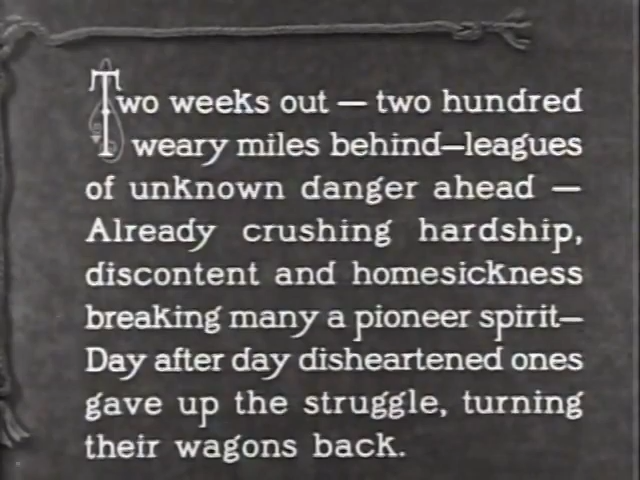 Two weeks out — two hundred
weary miles behind—leagues
of unknown danger ahead —
Already crushing hardship,
discontent and homesickness
breaking many a pioneer spirit—
Day after day disheartened ones
gave up the struggle, turning
their wagons back.